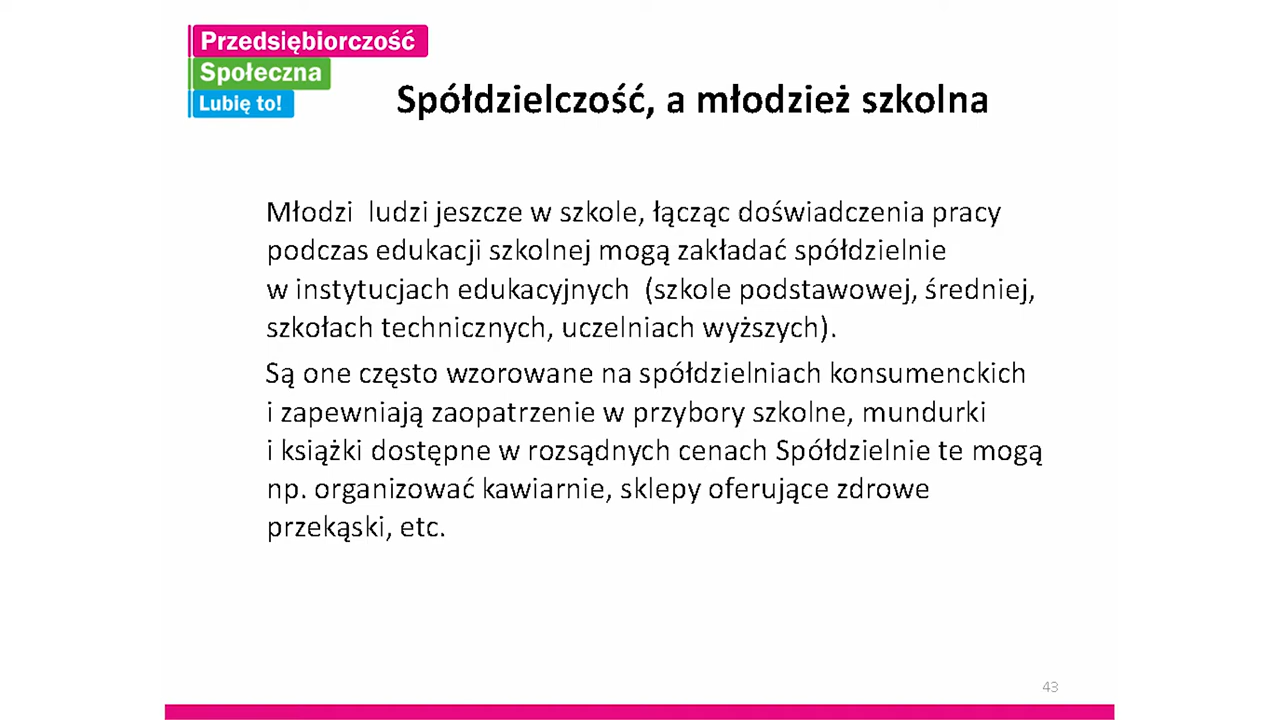 Przedsiębiorczość
Społeczna
Lubię to!
Spółdzielczość, a młodzież szkolna
Młodzi ludzi jeszcze w szkole, łącząc doświadczenia pracy
podczas edukacji szkolnej mogą zakładać spółdzielnie
w instytucjach edukacyjnych (szkole podstawowej, średniej,
szkołach technicznych, uczelniach wyższych).
Są one często wzorowane na spółdzielniach konsumenckich
i zapewniają zaopatrzenie w przybory szkolne, mundurki
i książki dostępne w rozsądnych cenach Spółdzielnie te mogą
np. organizować kawiarnie, sklepy oferujące zdrowe
przekąski, etc.
43